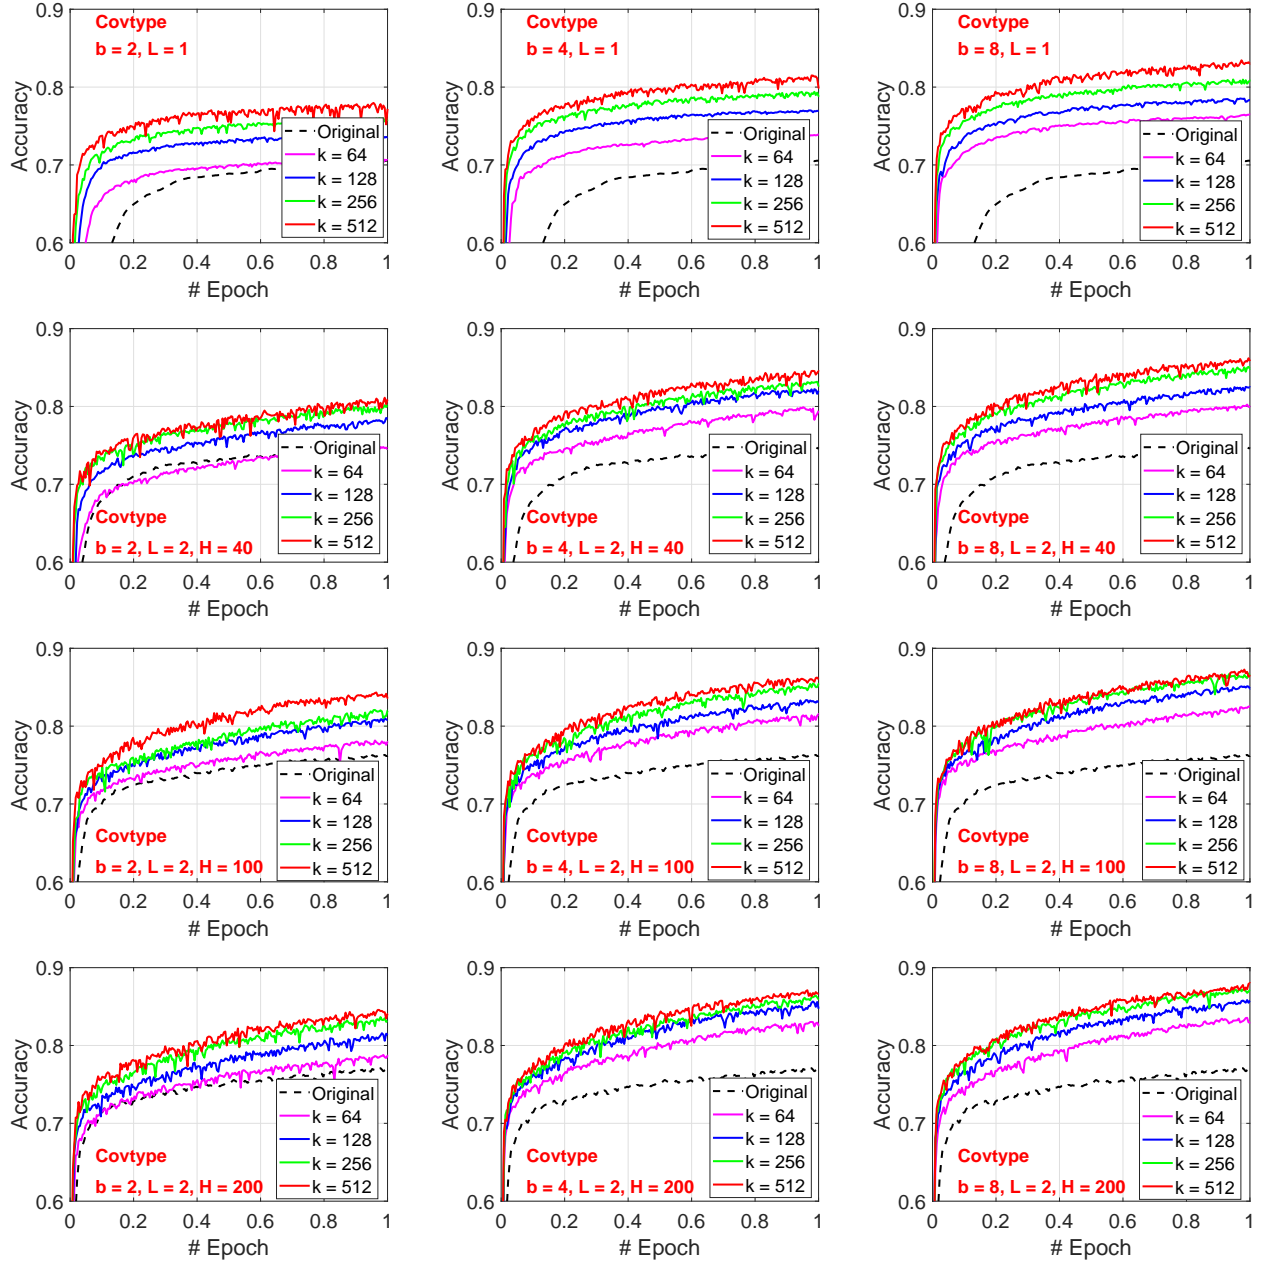 Covtype
b = 2, L = 1
Accuracy
0.9
0.8
0.7
0.6
0 0.2 0.4 0.6 0.8 1
# Epoch
Original
k = 64
k = 128
k = 256
k = 512
Covtype
b = 4, L = 1
Accuracy
0.9
0.8
0.7
0.6
0 0.2 0.4 0.6 0.8 1
# Epoch
Original
k = 64
k = 128
k = 256
k = 512
Covtype
b = 8, L = 1
Accuracy
0.9
0.8
0.7
0.6
0 0.2 0.4 0.6 0.8 1
# Epoch
Original
k = 64
k = 128
k = 256
k = 512
Covtype
b = 2, L = 2, H = 40
Accuracy
0.9
0.8
0.7
0.6
0 0.2 0.4 0.6 0.8 1
# Epoch
Original
k = 64
k = 128
k = 256
k = 512
Covtype
b = 4, L = 2, H = 40
Accuracy
0.9
0.8
0.7
0.6
0 0.2 0.4 0.6 0.8 1
# Epoch
Original
k = 64
k = 128
k = 256
k = 512
Covtype
b = 8, L = 2, H = 40
Accuracy
0.9
0.8
0.7
0.6
0 0.2 0.4 0.6 0.8 1
# Epoch
Original
k = 64
k = 128
k = 256
k = 512
Covtype
b = 2, L = 2, H = 100
Accuracy
0.9
0.8
0.7
0.6
0 0.2 0.4 0.6 0.8 1
# Epoch
Original
k = 64
k = 128
k = 256
k = 512
Covtype
b = 4, L = 2, H = 100
Accuracy
0.9
0.8
0.7
0.6
0 0.2 0.4 0.6 0.8 1
# Epoch
Original
k = 64
k = 128
k = 256
k = 512
Covtype
b = 8, L = 2, H = 100
Accuracy
0.9
0.8
0.7
0.6
0 0.2 0.4 0.6 0.8 1
# Epoch
Original
k = 64
k = 128
k = 256
k = 512
Covtype
b = 2, L = 2, H = 200
Accuracy
0.9
0.8
0.7
0.6
0 0.2 0.4 0.6 0.8 1
# Epoch
Original
k = 64
k = 128
k = 256
k = 512
Covtype
b = 4, L = 2, H = 200
Accuracy
0.9
0.8
0.7
0.6
0 0.2 0.4 0.6 0.8 1
# Epoch
Original
k = 64
k = 128
k = 256
k = 512
Covtype
b = 8, L = 2, H = 200
Accuracy
0.9
0.8
0.7
0.6
0 0.2 0.4 0.6 0.8 1
# Epoch
Original
k = 64
k = 128
k = 256
k = 512